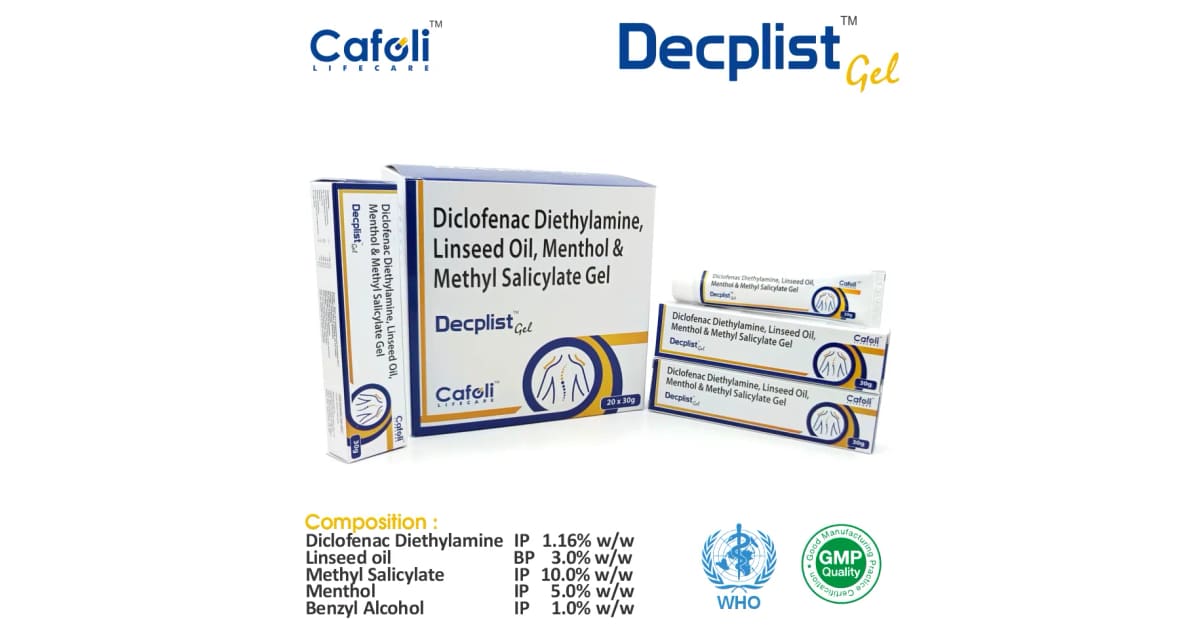 Cafoli™
LIFECARE
Decplist™
Gel
Diclofenac Diethylamine, Linseed Oil,
Menthol & Methyl Salicylate Gel
Decplist™ Gel
Cafoli
30g
Diclofenac Diethylamine,
Linseed Oil, Menthol &
Methyl Salicylate Gel
Decplist™ Gel
Cafoli™
LIFECARE
20 x 30g
Diclofenac Diethylamine, Linseed Oil,
Menthol & Methyl Salicylate Gel
Decplist™ Gel
Cafoli
30g
Diclofenac Diethylamine, Linseed Oil,
Menthol & Methyl Salicylate Gel
Decplist Gel
Cafoli
30g
Diclofenac Diethylamine, Linseed Oil,
Menthol & Methyl Salicylate Gel
Decplist Gel
Cafoli
30g
Composition :
Diclofenac Diethylamine IP 1.16% w/w
Linseed oil BP 3.0% w/w
Methyl Salicylate IP 10.0% w/w
Menthol IP 5.0% w/w
Benzyl Alcohol IP 1.0% w/w
WHO
Good Manufacturing Practice Certification
GMP
Quality